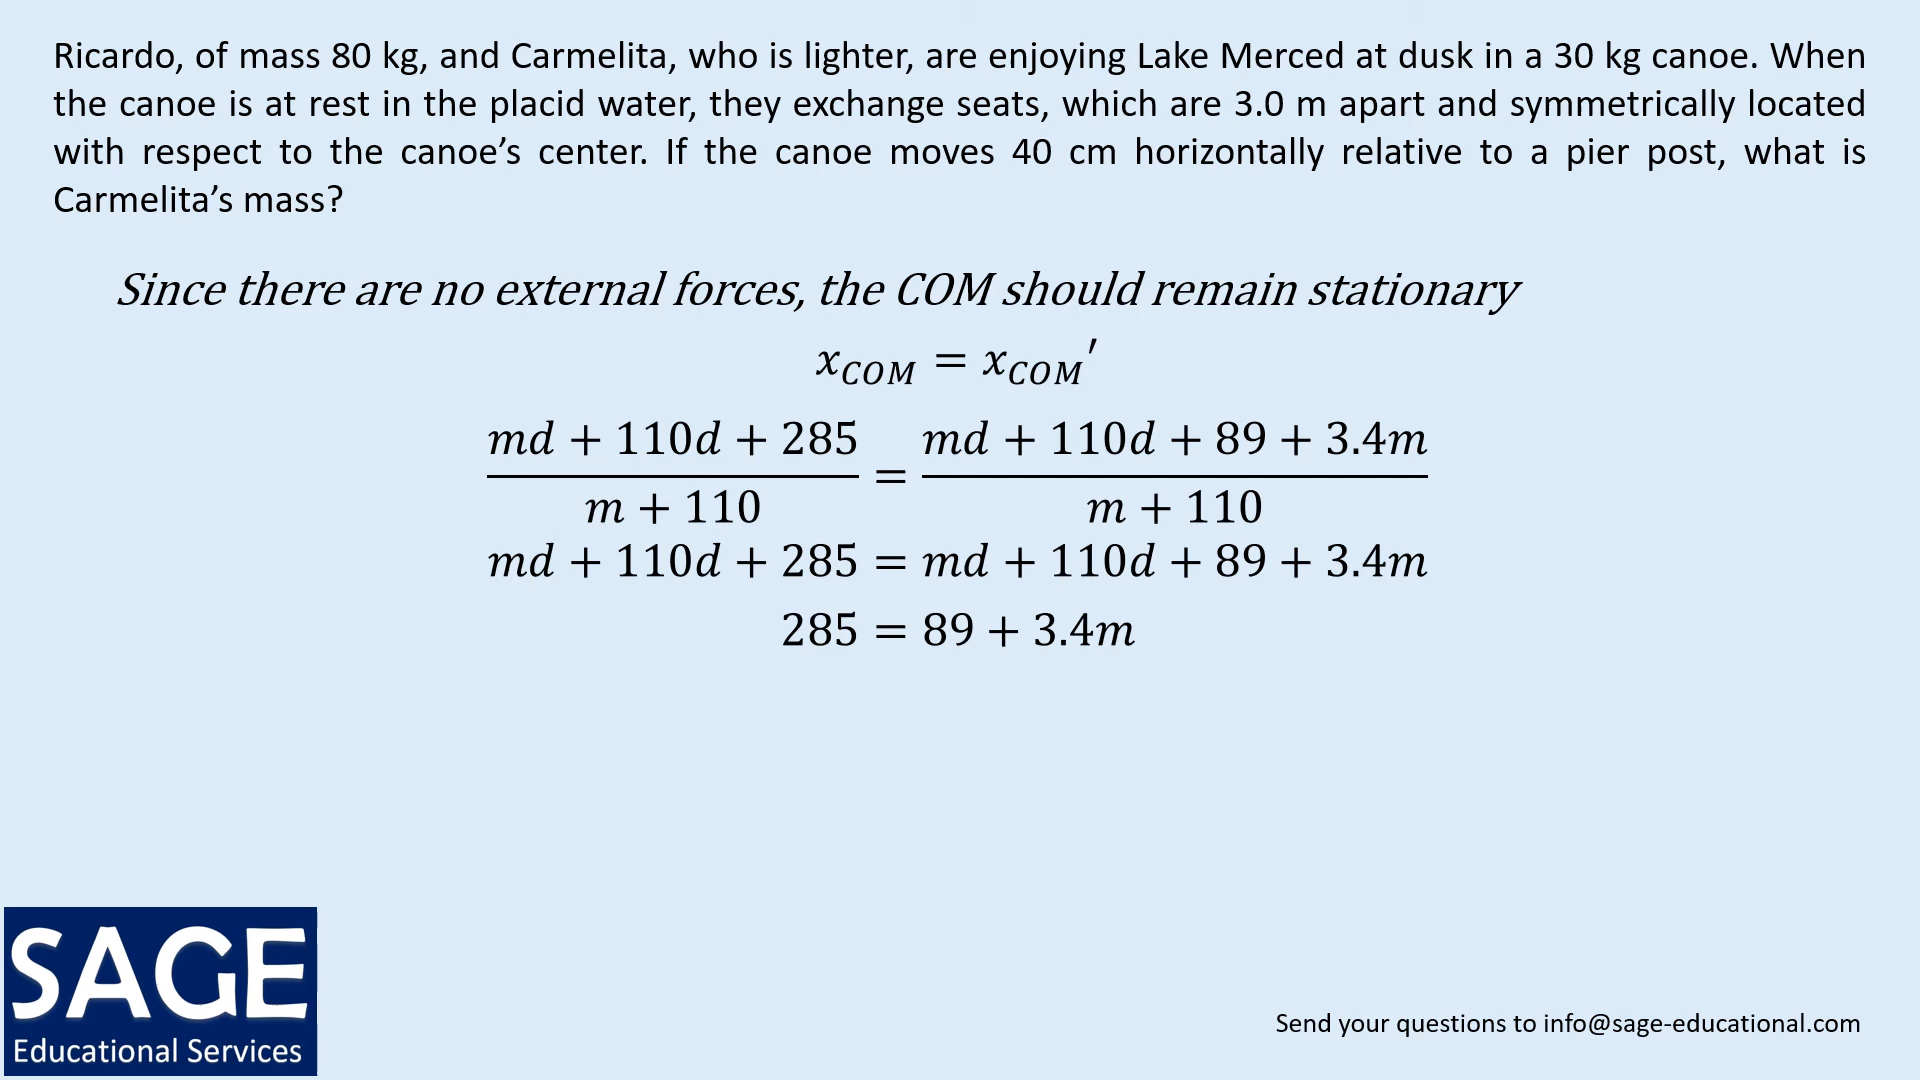 Ricardo, of mass 80 kg, and Carmelita, who is lighter, are enjoying Lake Merced at dusk in a 30 kg canoe. When
the canoe is at rest in the placid water, they exchange seats, which are 3.0 m apart and symmetrically located
with respect to the canoe’s center. If the canoe moves 40 cm horizontally relative to a pier post, what is
Carmelita’s mass?
Since there are no external forces, the COM should remain stationary
x_COM = x_COM′
(md + 110d + 285)/(m + 110) = (md + 110d + 89 + 3.4m)/(m + 110)
md + 110d + 285 = md + 110d + 89 + 3.4m
285 = 89 + 3.4m
SAGE
Educational Services
Send your questions to info@sage-educational.com